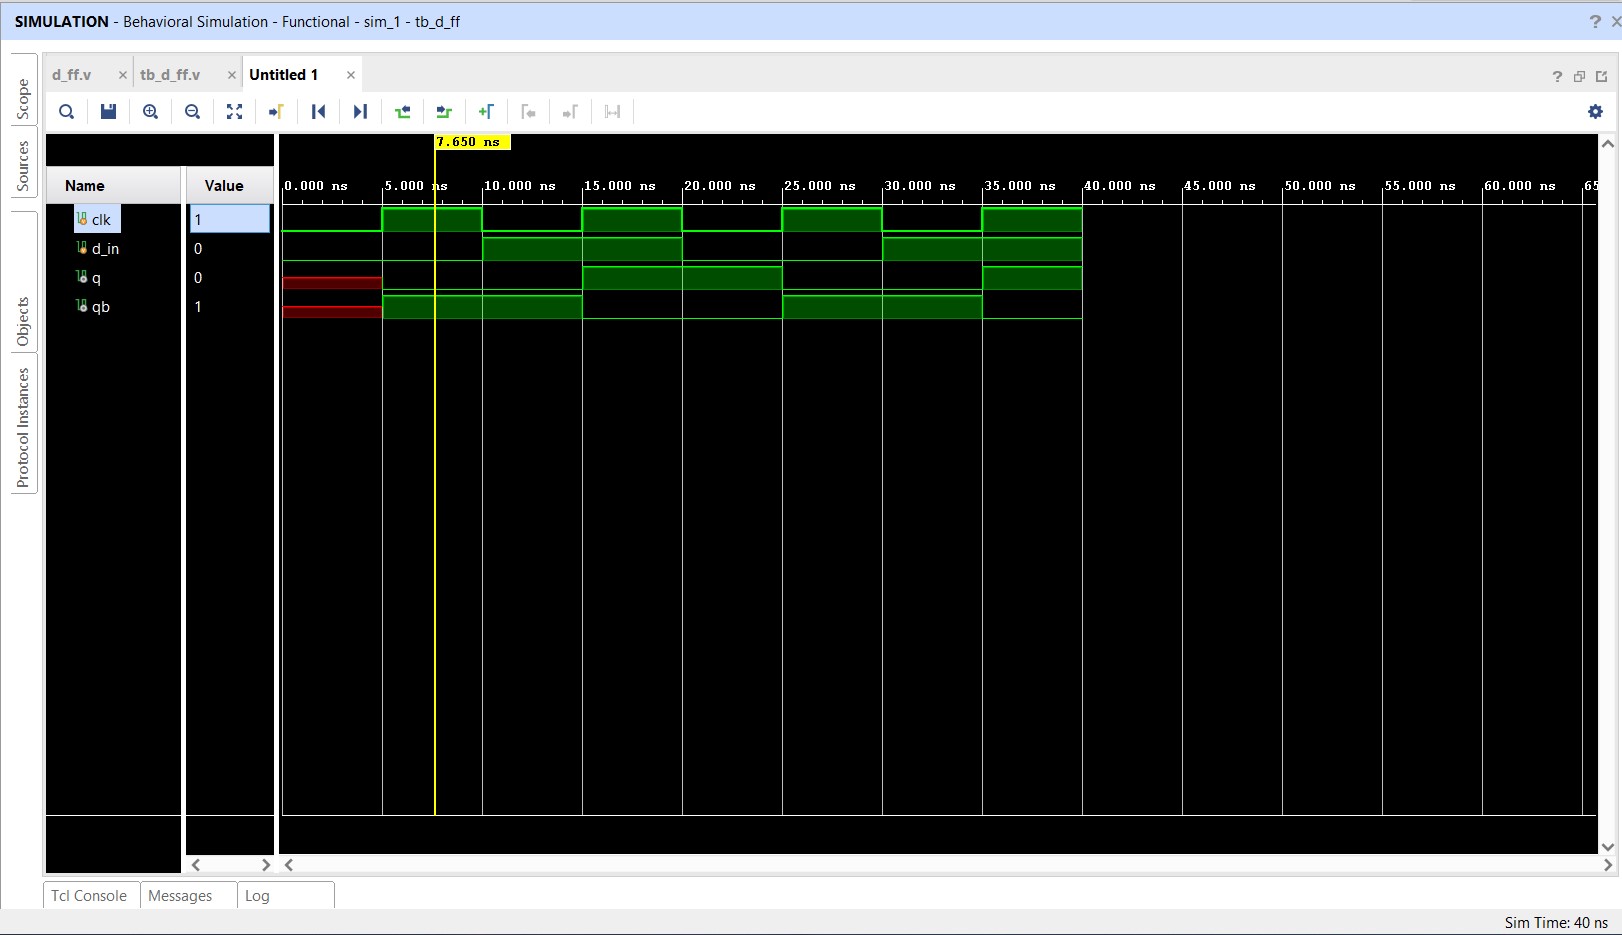 SIMULATION - Behavioral Simulation - Functional - sim_1 - tb_d_ff
d_ff.v
tb_d_ff.v
Untitled 1
Scope
Sources
Objects
Protocol Instances
7.650 ns
Name
Value
0.000 ns
5.000 ns
10.000 ns
15.000 ns
20.000 ns
25.000 ns
30.000 ns
35.000 ns
40.000 ns
45.000 ns
50.000 ns
55.000 ns
60.000 ns
65
clk
1
d_in
0
q
0
qb
1
Tcl Console
Messages
Log
Sim Time: 40 ns